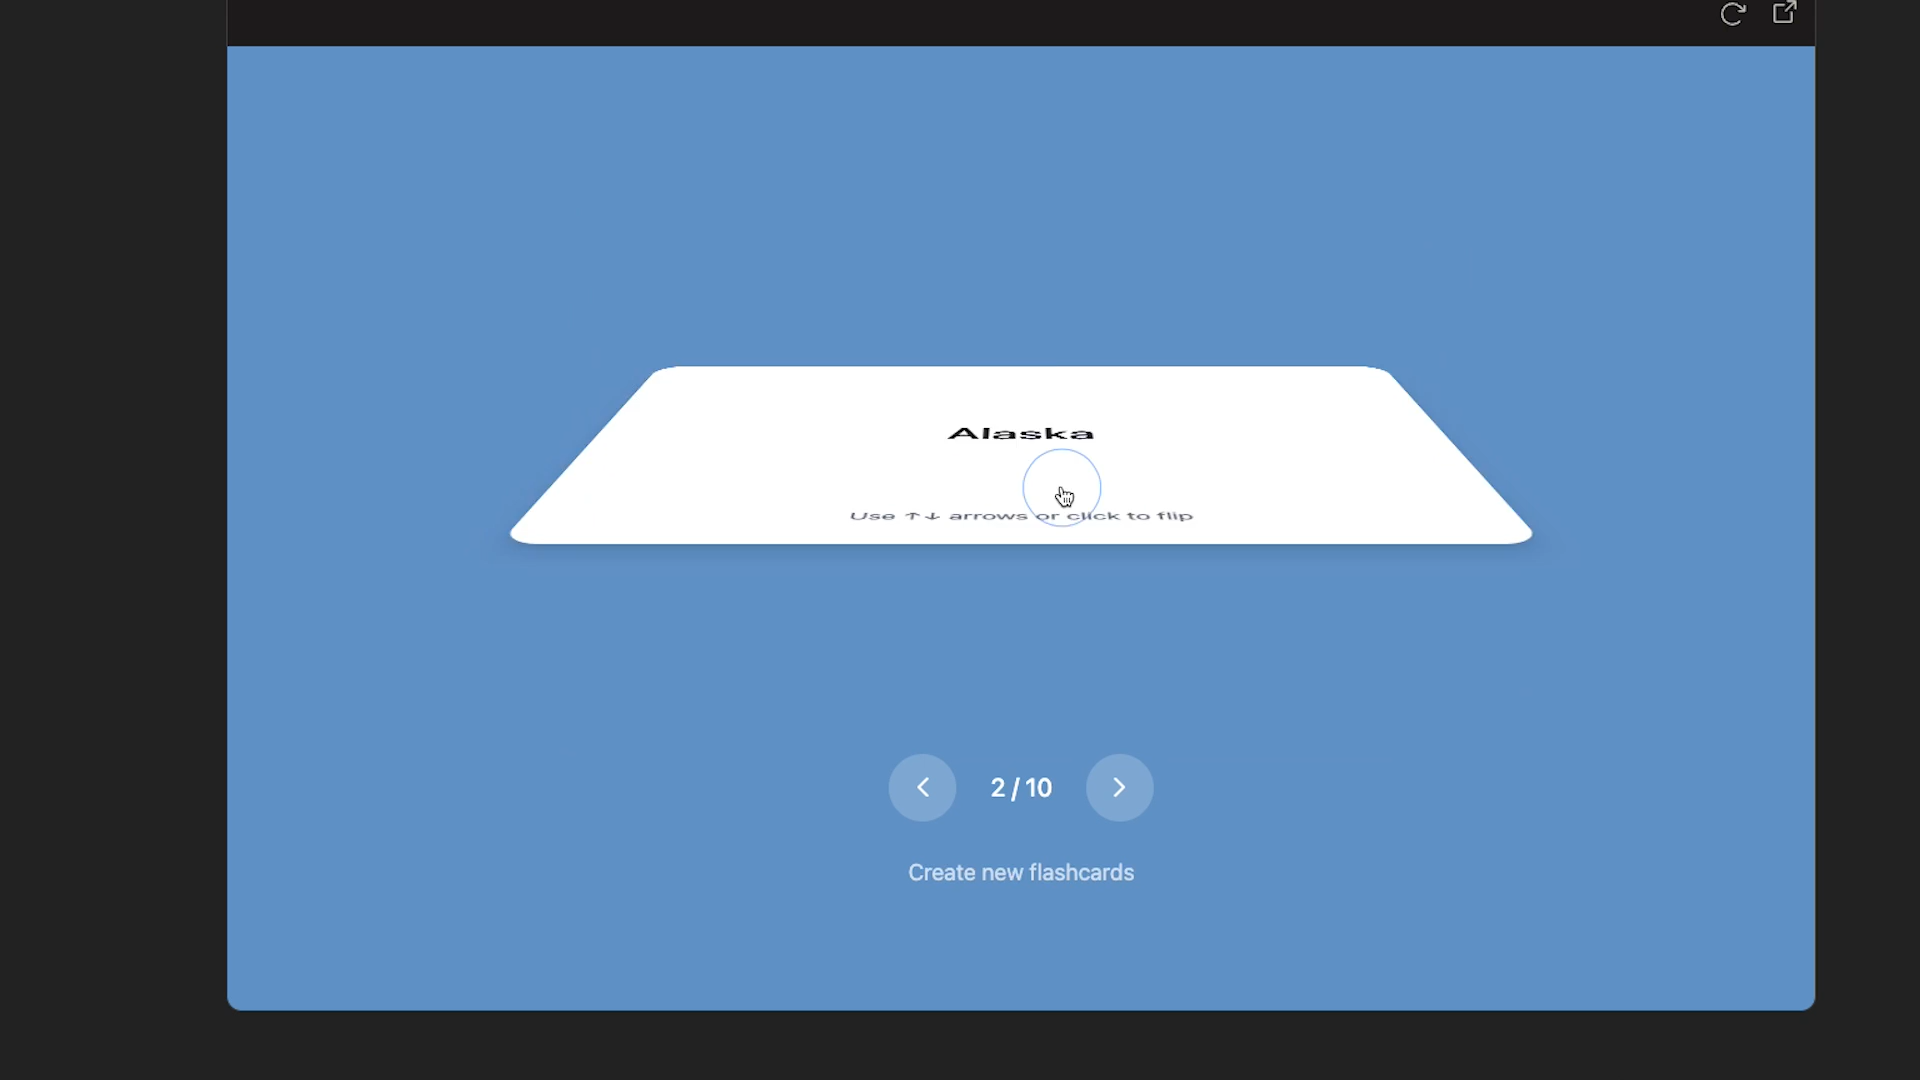 Alaska
Use ↑↓ arrows or click to flip
2 / 10
Create new flashcards